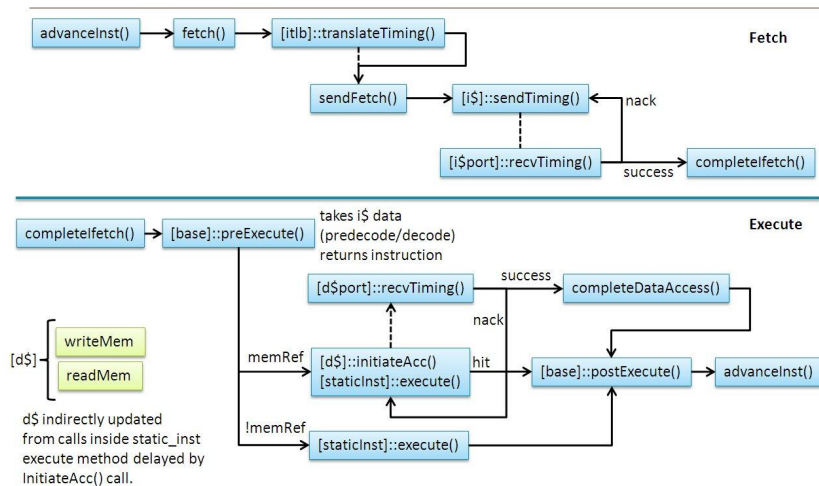 Fetch
advanceInst()
fetch()
[itlb]::translateTiming()
sendFetch()
[i$]::sendTiming()
nack
[i$port]::recvTiming()
success
completeIfetch()
Execute
completeIfetch()
[base]::preExecute()
takes i$ data
(predecode/decode)
returns instruction
[d$port]::recvTiming()
success
completeDataAccess()
nack
[d$]
writeMem
readMem
memRef
[d$]::initiateAcc()
[staticInst]::execute()
hit
[base]::postExecute()
advanceInst()
!memRef
[staticInst]::execute()
d$ indirectly updated
from calls inside static_inst
execute method delayed by
InitiateAcc() call.